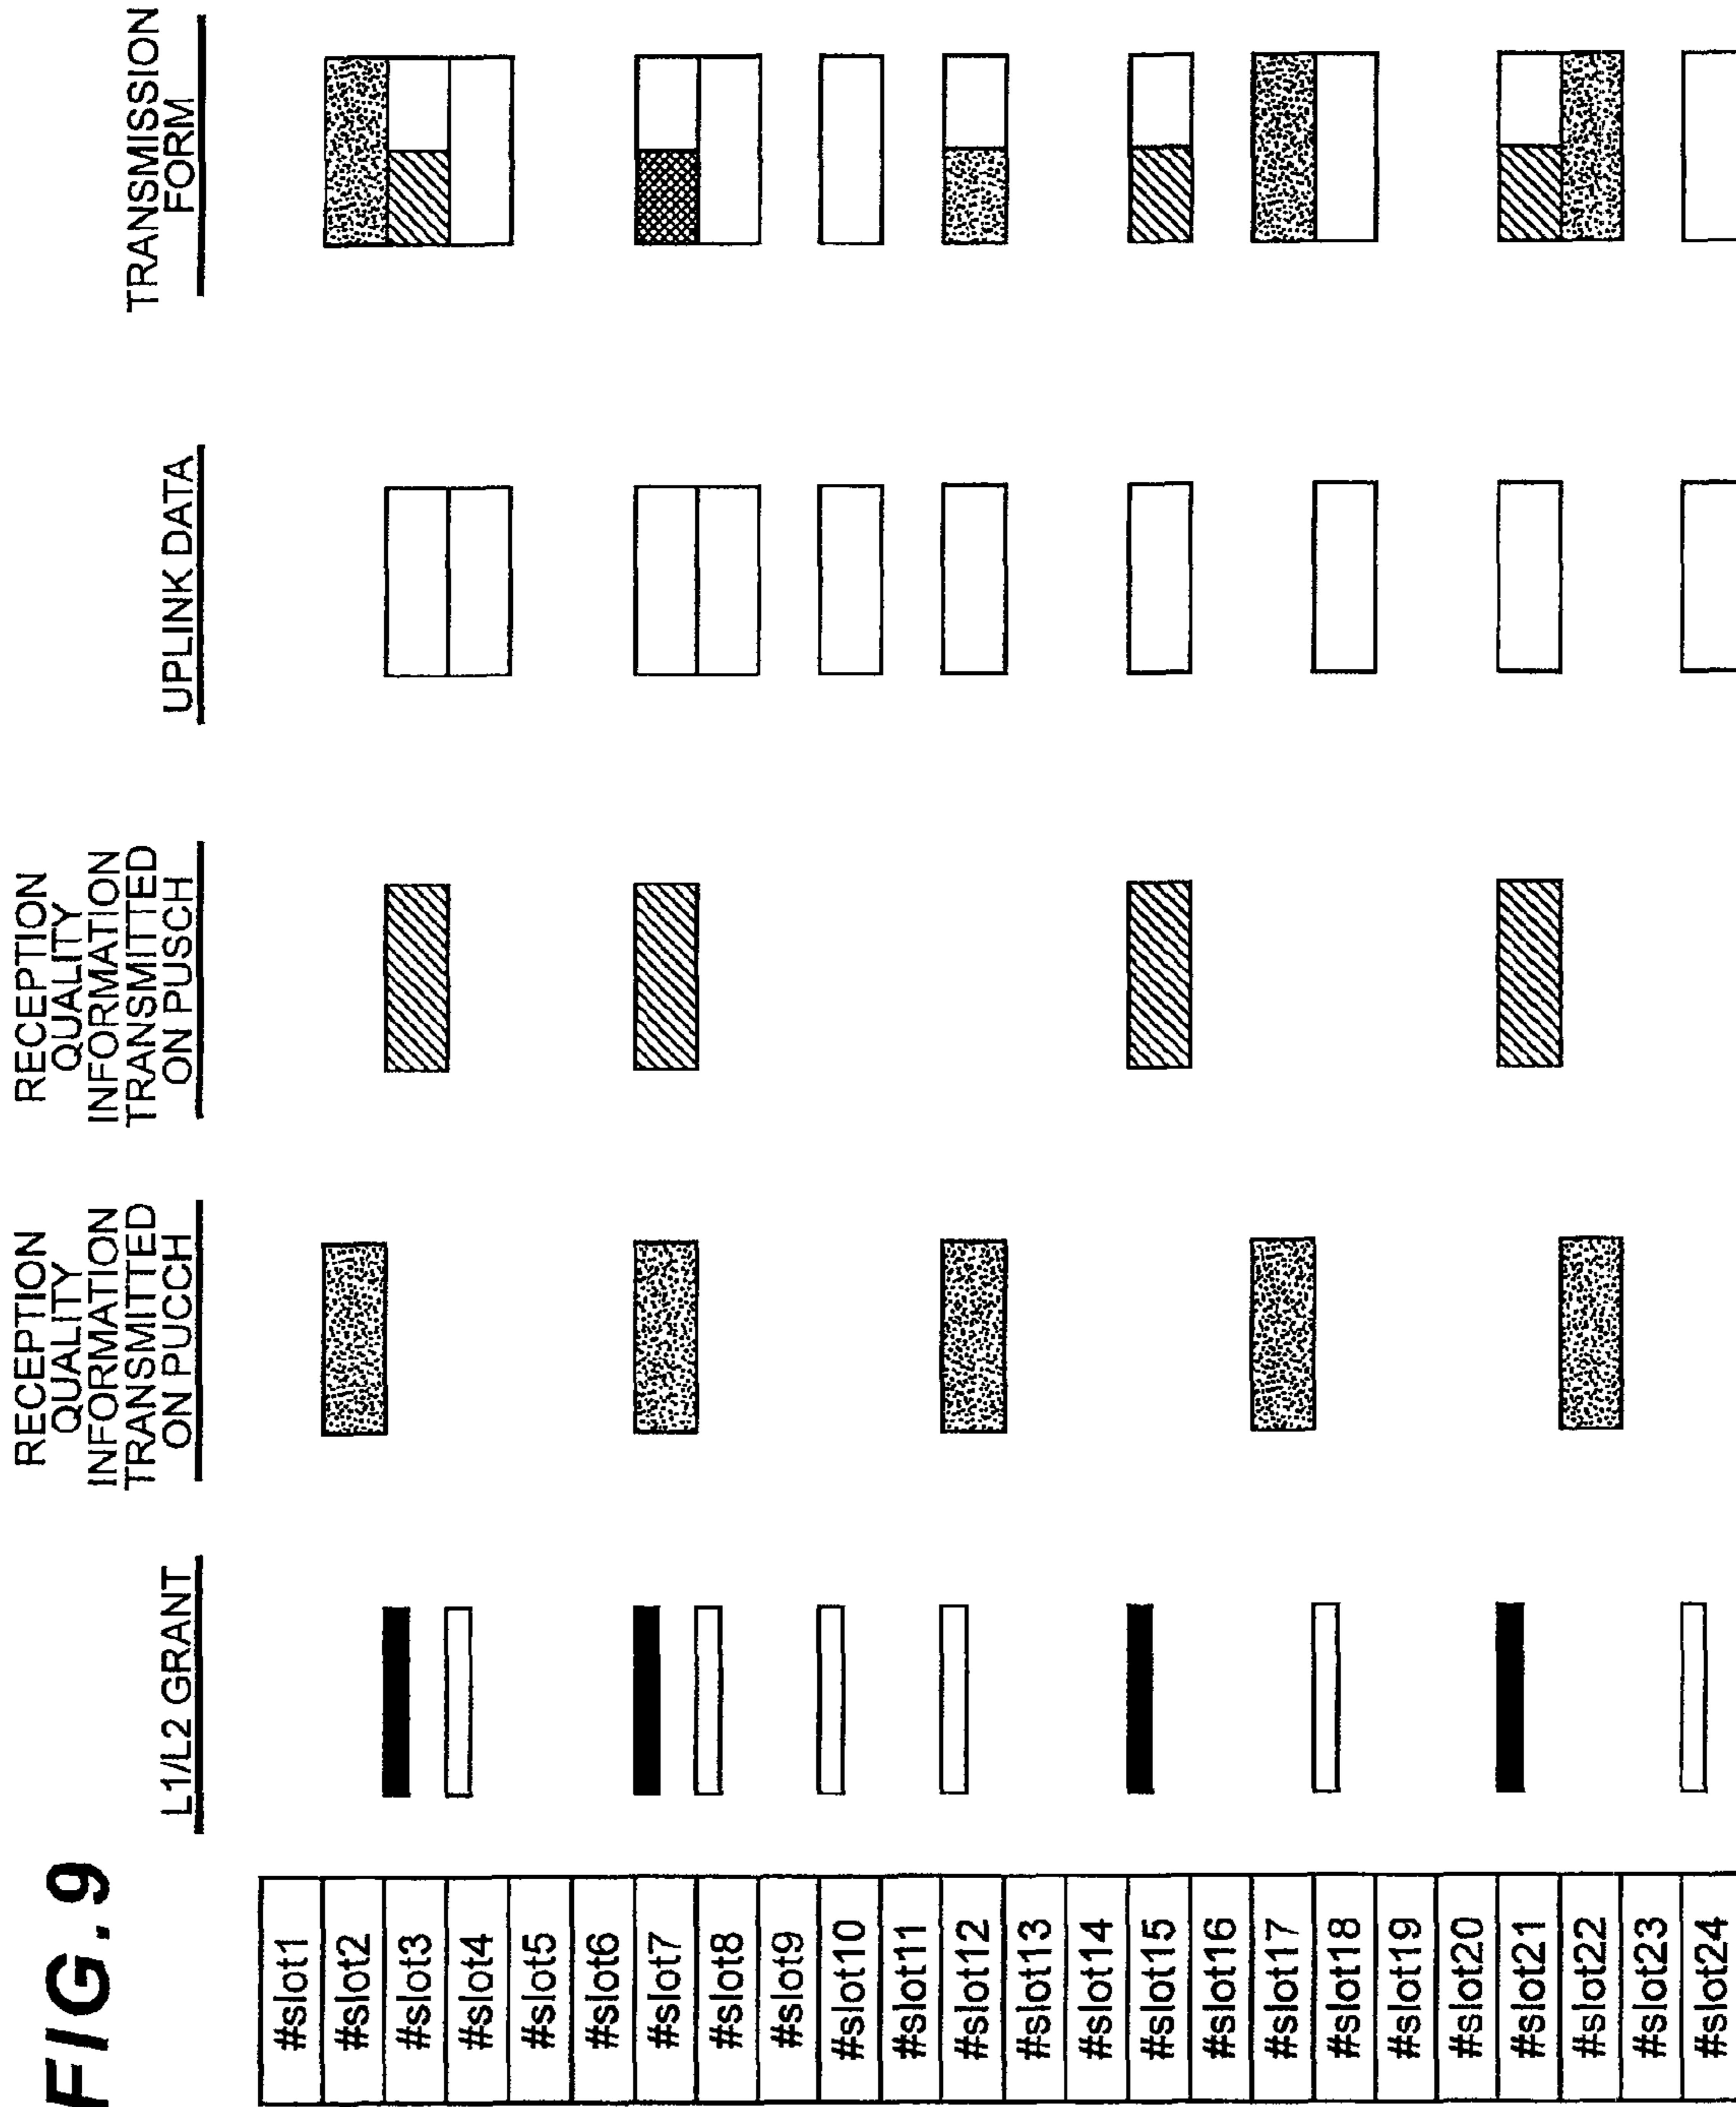 FIG. 9
L1/L2 GRANT
RECEPTION
QUALITY
INFORMATION
TRANSMITTED
ON PUCCH
RECEPTION
QUALITY
INFORMATION
TRANSMITTED
ON PUSCH
UPLINK DATA
TRANSMISSION
FORM
#slot1
#slot2
#slot3
#slot4
#slot5
#slot6
#slot7
#slot8
#slot9
#slot10
#slot11
#slot12
#slot13
#slot14
#slot15
#slot16
#slot17
#slot18
#slot19
#slot20
#slot21
#slot22
#slot23
#slot24